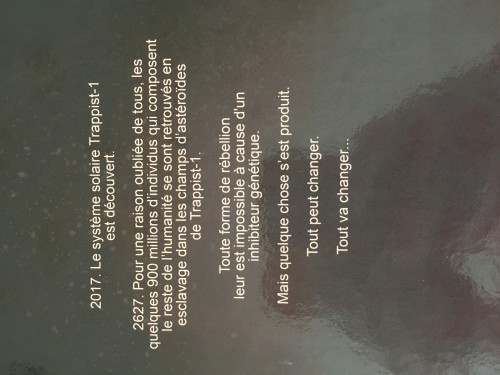 2017. Le système solaire Trappist-1
est découvert.
2627. Pour une raison oubliée de tous, les
quelques 900 millions d'individus qui composent
le reste de l'humanité se sont retrouvés en
esclavage dans les champs d'astéroïdes
de Trappist-1.
Toute forme de rébellion
leur est impossible à cause d'un
inhibiteur génétique.
Mais quelque chose s'est produit.
Tout peut changer.
Tout va changer...